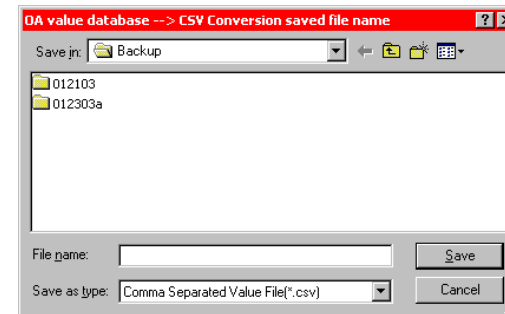 OA value database --> CSV Conversion saved file name
Save in: Backup
012103
012303a
File name: Save
Save as type: Comma Separated Value File(*.csv) Cancel